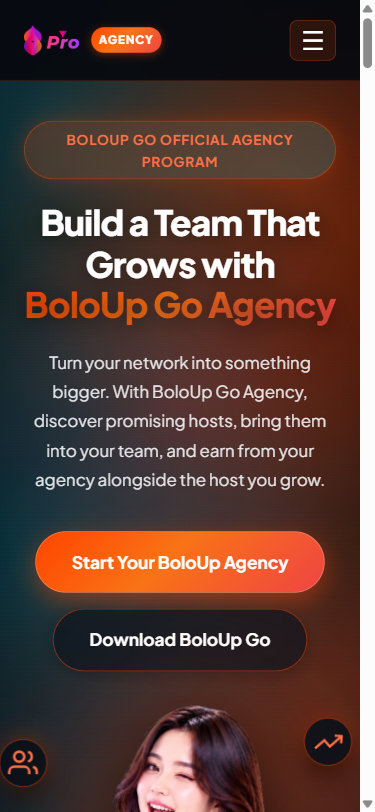 Pro
AGENCY
BOLOUP GO OFFICIAL AGENCY
PROGRAM
Build a Team That
Grows with
BoloUp Go Agency
Turn your network into something
bigger. With BoloUp Go Agency,
discover promising hosts, bring them
into your team, and earn from your
agency alongside the host you grow.
Start Your BoloUp Agency
Download BoloUp Go